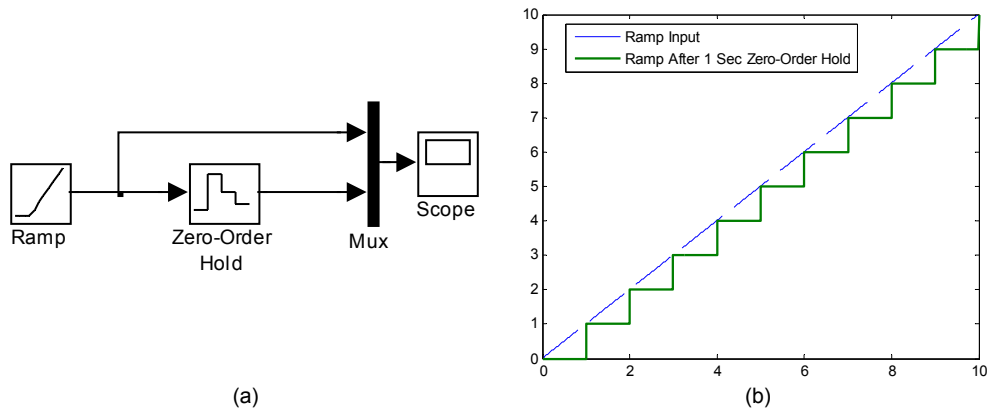 Ramp
Zero-Order
Hold
Mux
Scope
(a)
Ramp Input
Ramp After 1 Sec Zero-Order Hold
10
9
8
7
6
5
4
3
2
1
0
0 2 4 6 8 10
(b)